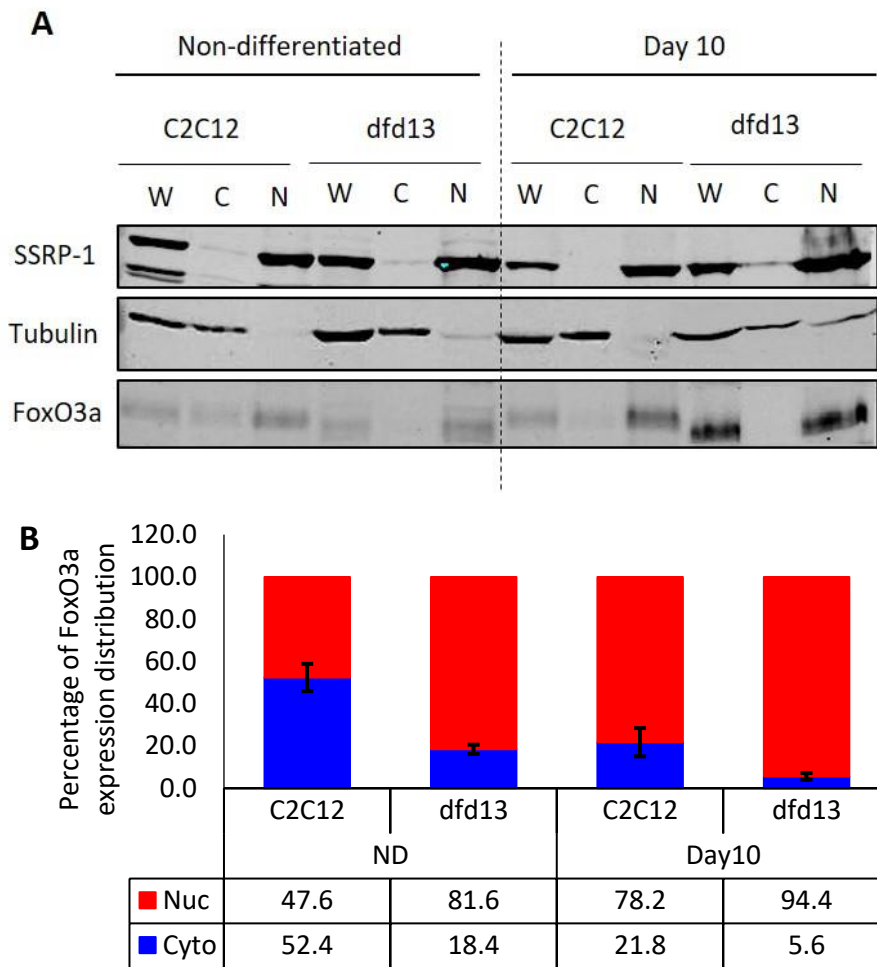 A
Non-differentiated Day 10
C2C12 dfd13 C2C12 dfd13
W C N W C N W C N W C N
SSRP-1
Tubulin
FoxO3a
B
Percentage of FoxO3a
expression distribution
120.0
100.0
80.0
60.0
40.0
20.0
0.0
C2C12 dfd13 C2C12 dfd13
ND Day10
Nuc 47.6 81.6 78.2 94.4
Cyto 52.4 18.4 21.8 5.6